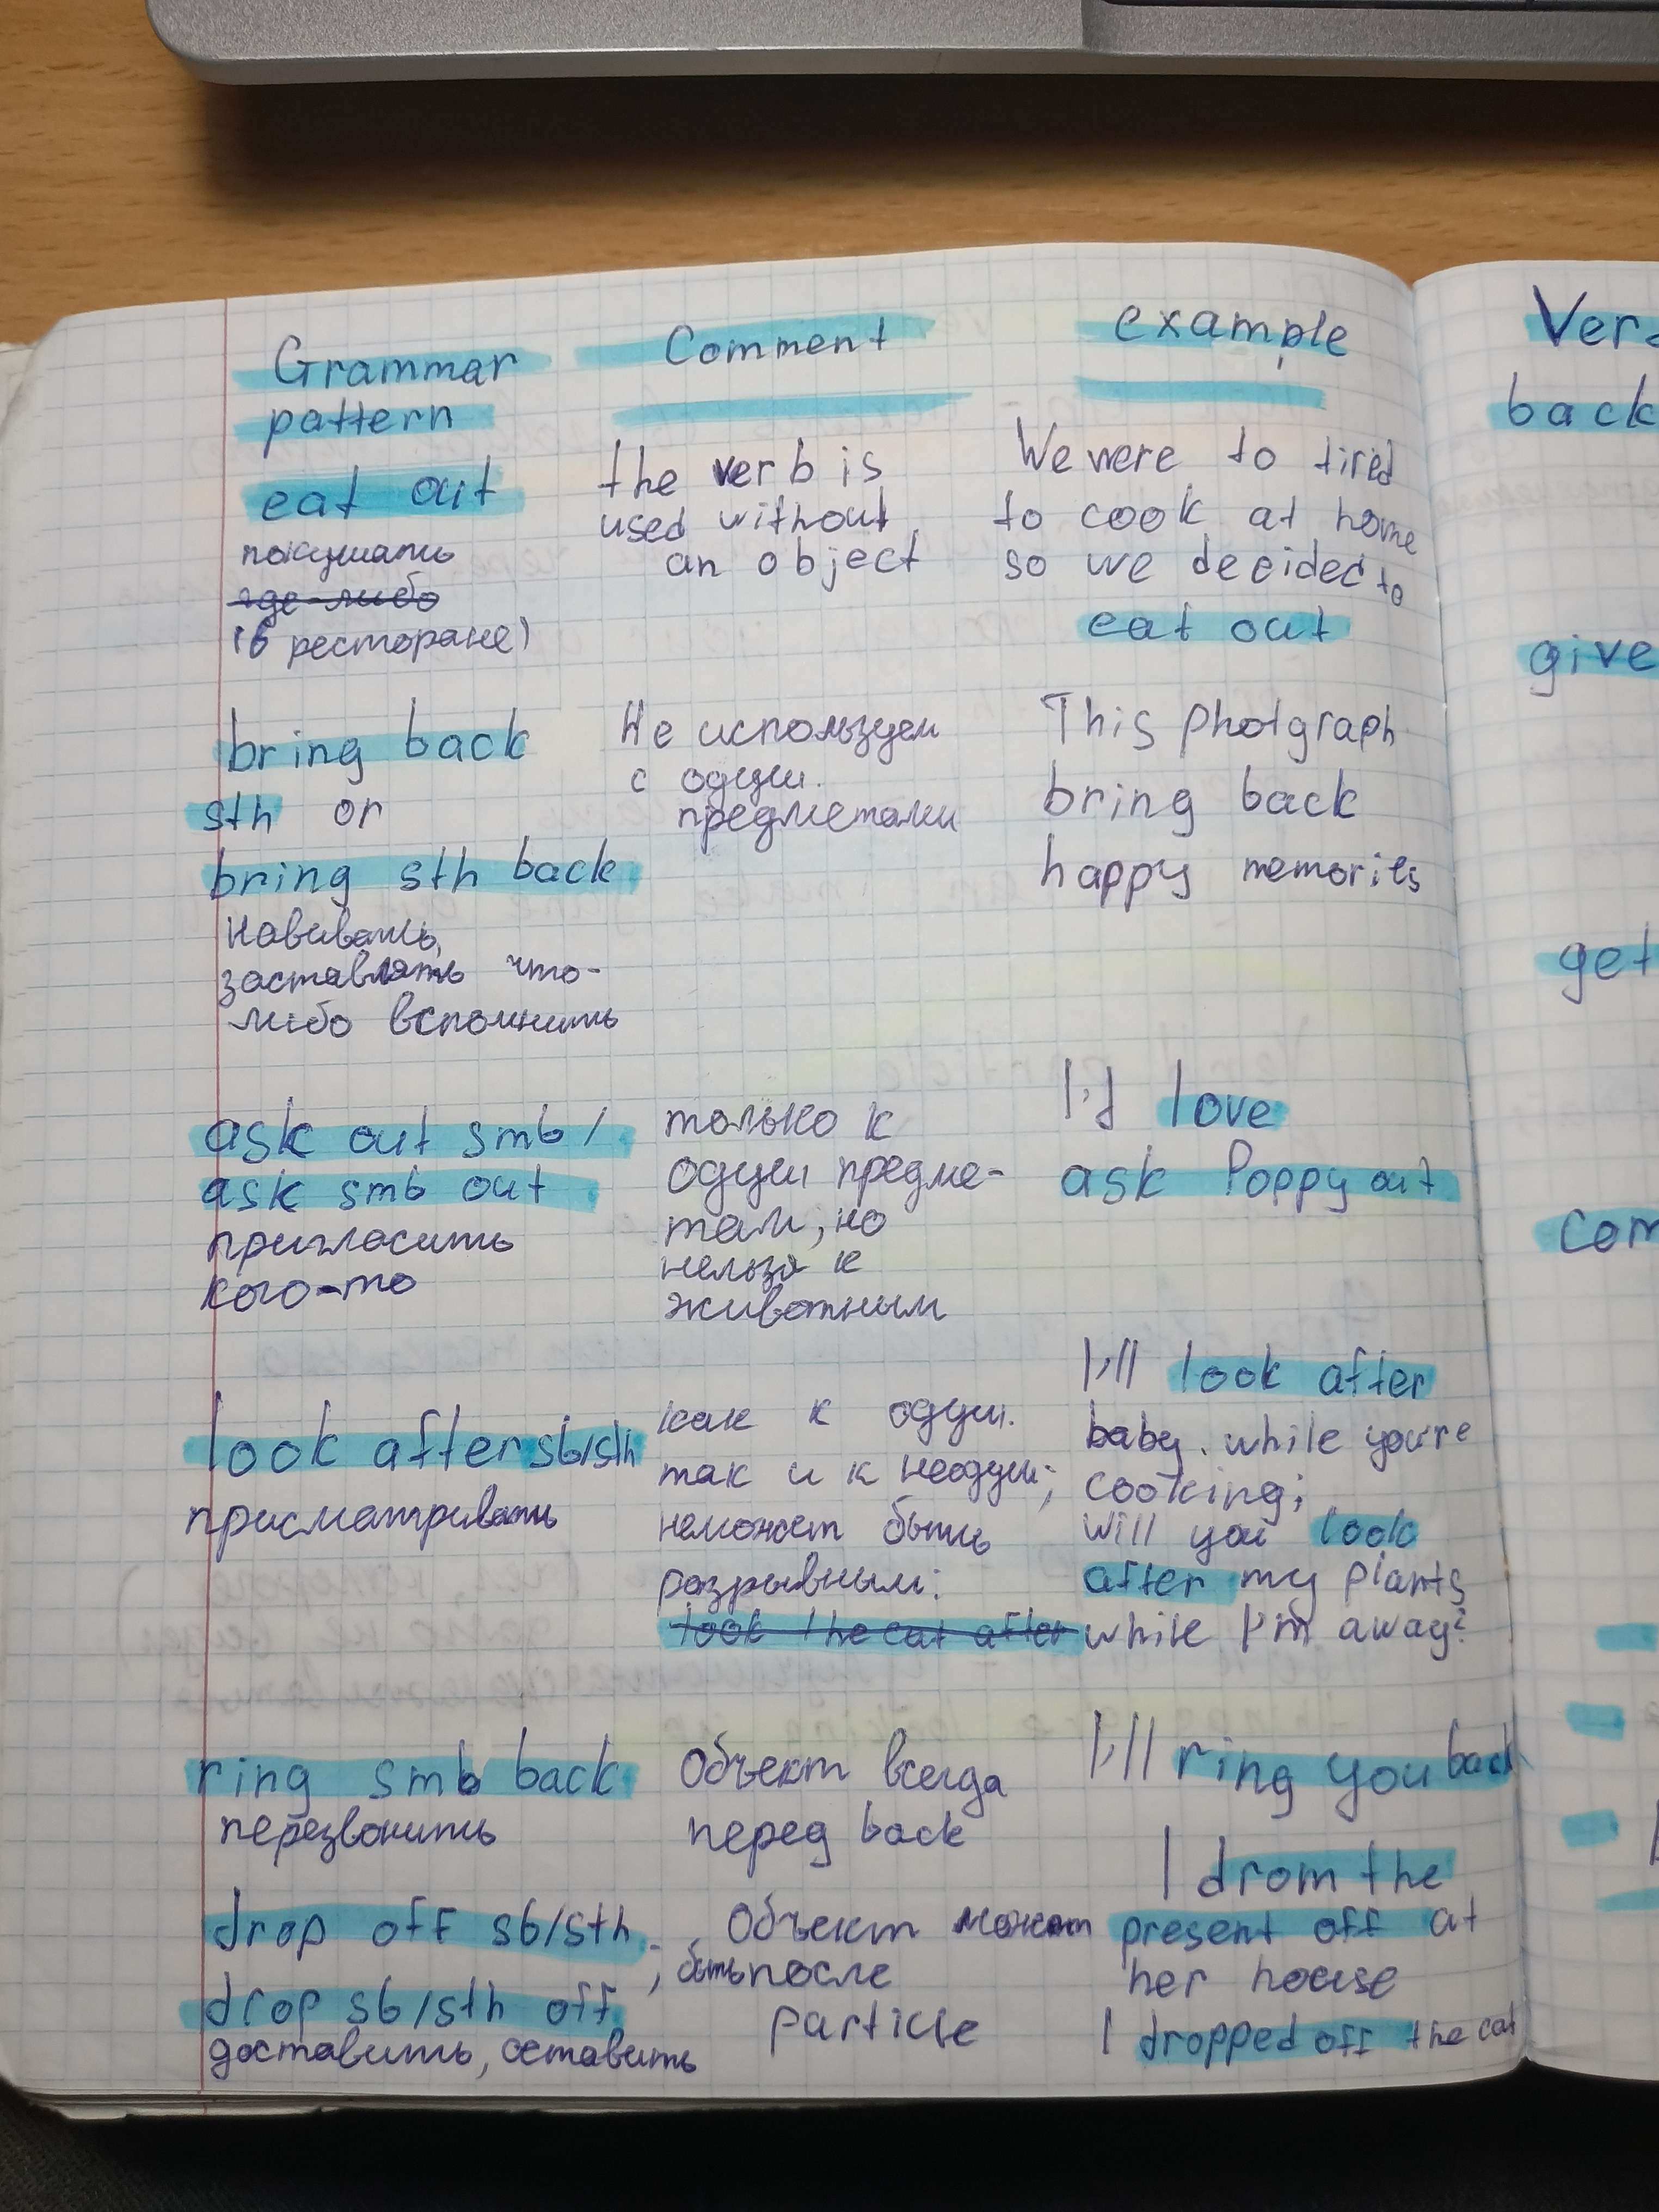 Grammar Comment example
pattern
eat out the verb is We were to tired
покушать used without to cook at home
где-либо an object so we decided to
(в ресторане) eat out
bring back Не используем This photgraph
sth or с одуш. bring back
bring sth back предметами happy memories
Навивать,
заставлять что-
либо вспомнить
ask out smb / только к I'd love
ask smb out одуш предме- ask Poppy out
пригласить там, но
кого-то нельзя к
животным
look after sb/sth как к одуш. I'll look after
присматривать так и к неодуш; baby. while you're
неможет быть cooking;
разрывным: will you look
look the cat after after my plants
while I'm away?
ring smb back Объект всегда I'll ring you back
перезвонить перед back
drop off sb/sth ; Объект может I drom the
drop sb/sth off быть после present off at
доставить, оставить particle her house
I dropped off the cat
Ver
back
give
get
com